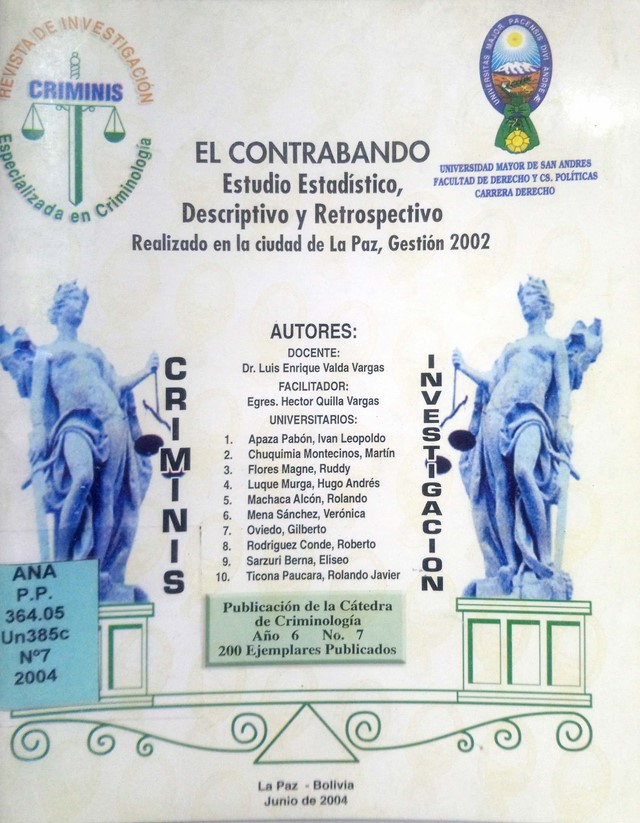 REVISTA DE INVESTIGACIÓN
CRIMINIS
Especializada en Criminología
UNIVERSITAS MAJOR PACENSIS DIVI ANDREÆ
UNIVERSIDAD MAYOR DE SAN ANDRES
FACULTAD DE DERECHO Y CS. POLÍTICAS
CARRERA DERECHO
EL CONTRABANDO
Estudio Estadístico,
Descriptivo y Retrospectivo
Realizado en la ciudad de La Paz, Gestión 2002
AUTORES:
DOCENTE:
Dr. Luis Enrique Valda Vargas
FACILITADOR:
Egres. Hector Quilla Vargas
UNIVERSITARIOS:
1. Apaza Pabón, Ivan Leopoldo
2. Chuquimia Montecinos, Martín
3. Flores Magne, Ruddy
4. Luque Murga, Hugo Andrés
5. Machaca Alcón, Rolando
6. Mena Sánchez, Verónica
7. Oviedo, Gilberto
8. Rodríguez Conde, Roberto
9. Sarzuri Berna, Eliseo
10. Ticona Paucara, Rolando Javier
CRIMINIS
INVESTIGACION
Publicación de la Cátedra
de Criminología
Año 6 No. 7
200 Ejemplares Publicados
ANA
P.P.
364.05
Un385c
Nº7
2004
La Paz - Bolivia
Junio de 2004